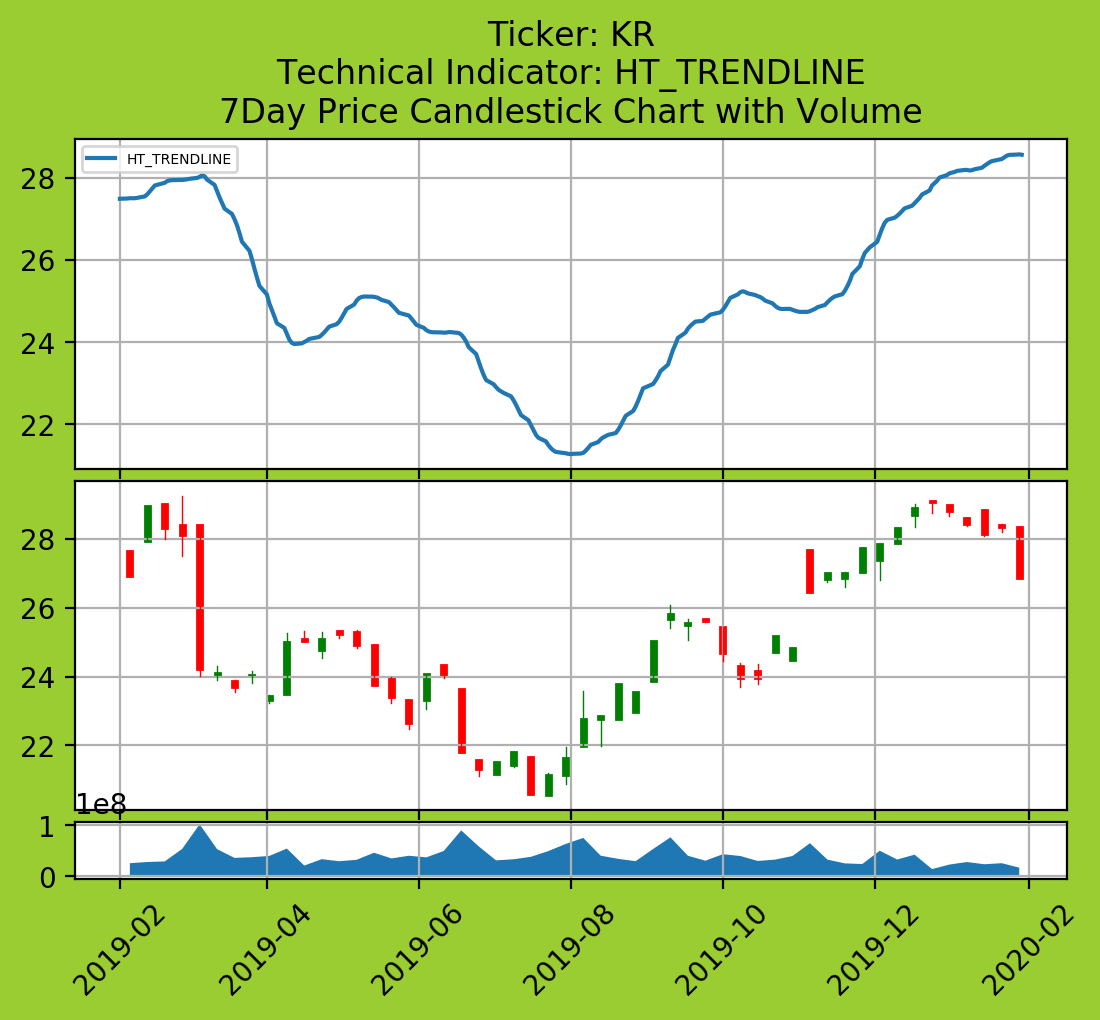 Ticker: KR
Technical Indicator: HT_TRENDLINE
7Day Price Candlestick Chart with Volume
HT_TRENDLINE
28
26
24
22
28
26
24
22
1e8
1
0
2019-02 2019-04 2019-06 2019-08 2019-10 2019-12 2020-02